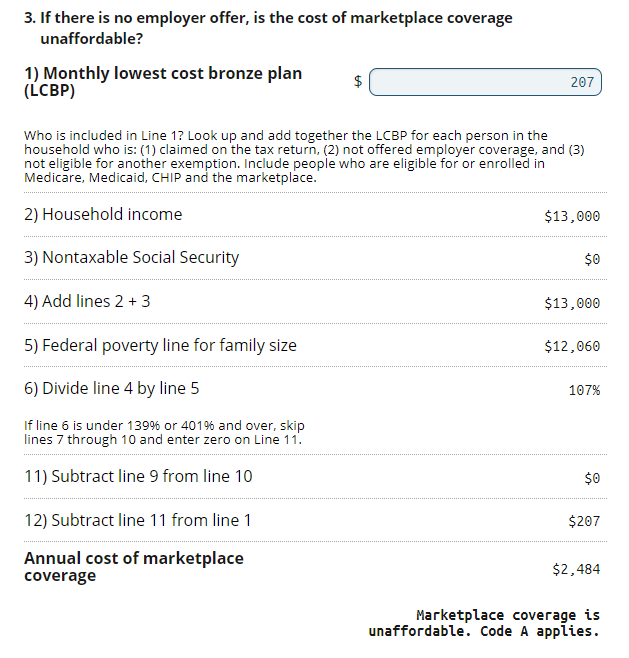 3. If there is no employer offer, is the cost of marketplace coverage
unaffordable?
1) Monthly lowest cost bronze plan
(LCBP)
$ 207
Who is included in Line 1? Look up and add together the LCBP for each person in the
household who is: (1) claimed on the tax return, (2) not offered employer coverage, and (3)
not eligible for another exemption. Include people who are eligible for or enrolled in
Medicare, Medicaid, CHIP and the marketplace.
2) Household income $13,000
3) Nontaxable Social Security $0
4) Add lines 2 + 3 $13,000
5) Federal poverty line for family size $12,060
6) Divide line 4 by line 5 107%
If line 6 is under 139% or 401% and over, skip
lines 7 through 10 and enter zero on Line 11.
11) Subtract line 9 from line 10 $0
12) Subtract line 11 from line 1 $207
Annual cost of marketplace
coverage $2,484
Marketplace coverage is
unaffordable. Code A applies.